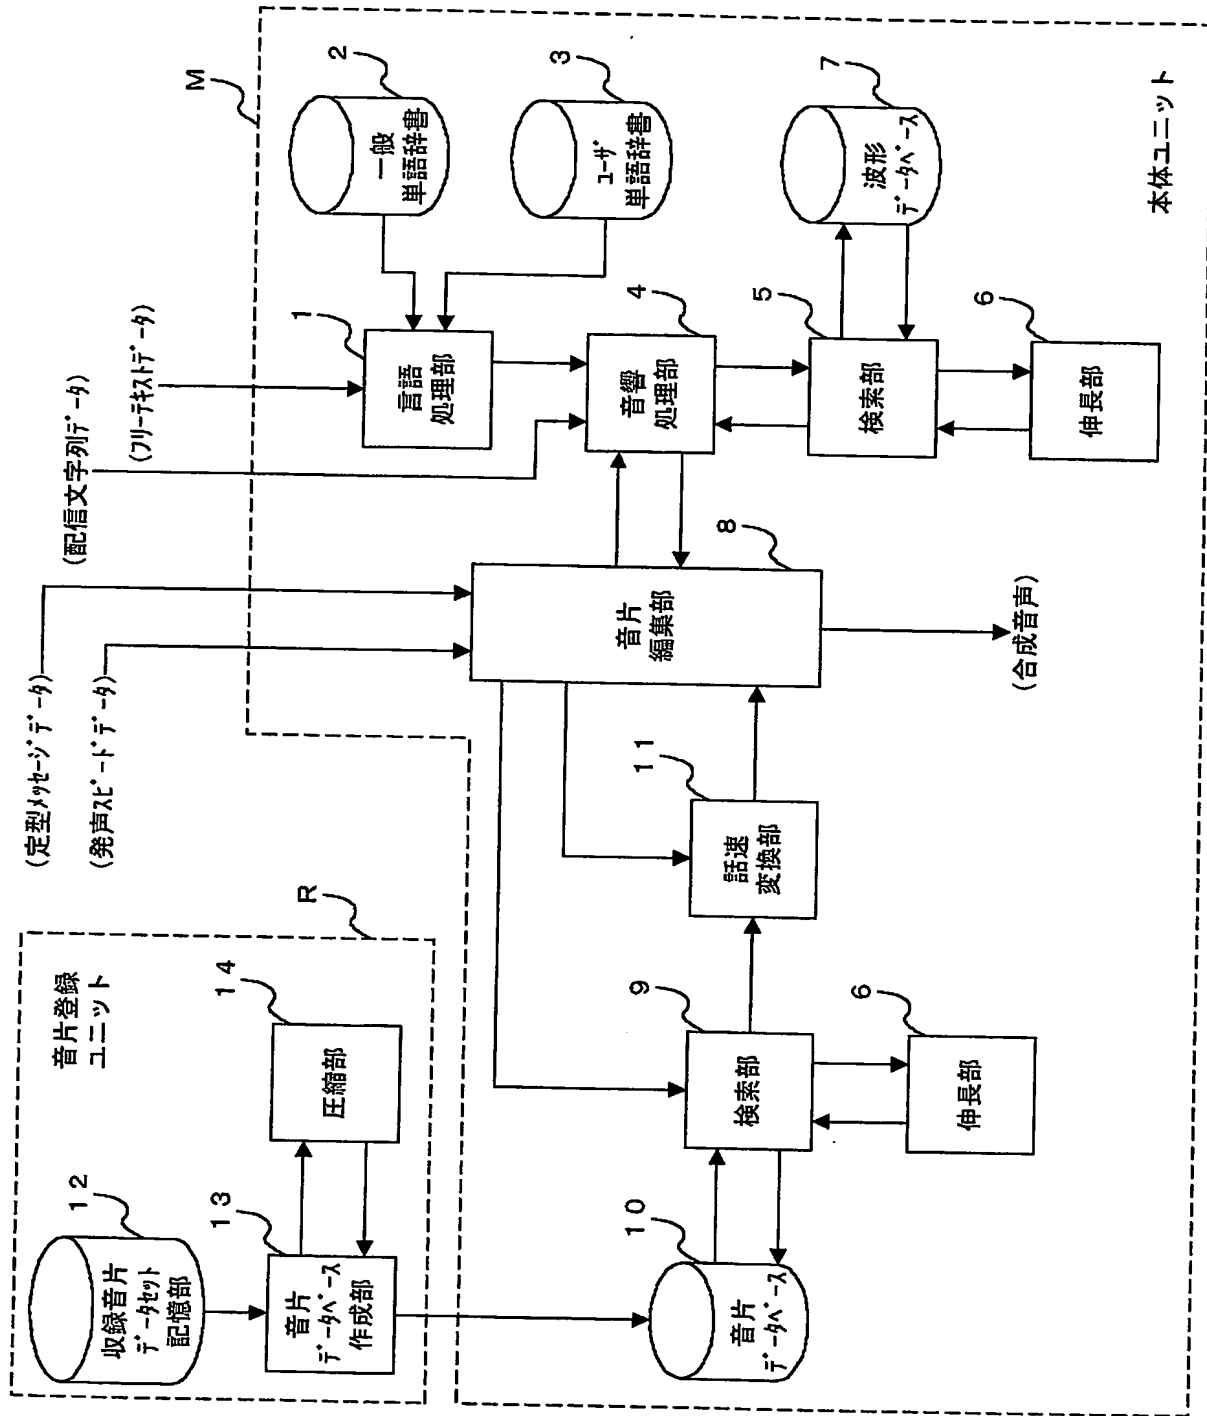 音片登録
ユニット
R
12
収録音片
データセット
記憶部
13
音片
データベース
作成部
14
圧縮部
(定型メッセージデータ)
(発声スピードデータ)
(配信文字列データ)
(フリーテキストデータ)
M
1
言語
処理部
2
一般
単語辞書
3
ユーザ
単語辞書
4
音響
処理部
5
検索部
6
伸長部
7
波形
データベース
8
音片
編集部
(合成音声)
11
話速
変換部
9
検索部
6
伸長部
10
音片
データベース
本体ユニット